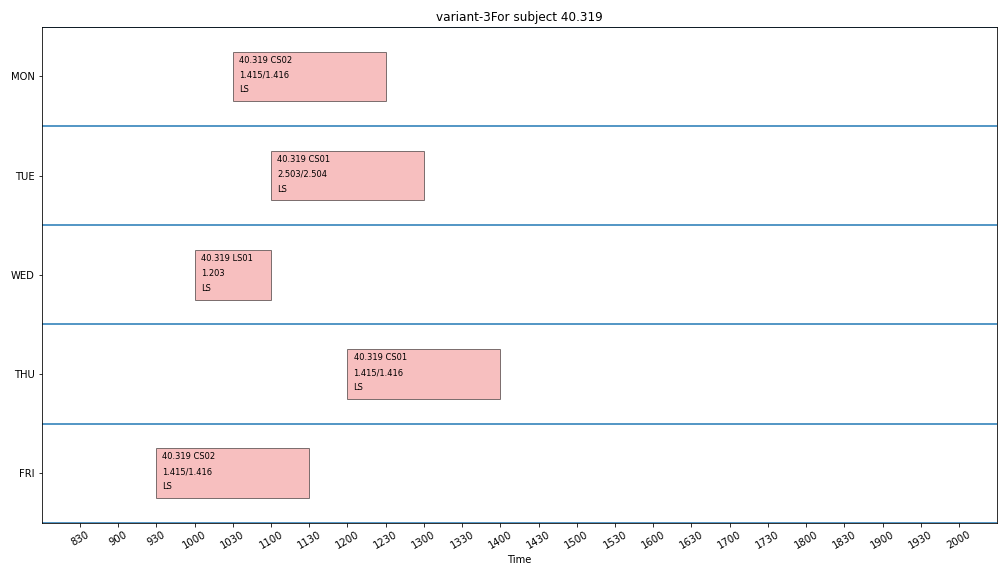 variant-3For subject 40.319
MON
40.319 CS02
1.415/1.416
LS
TUE
40.319 CS01
2.503/2.504
LS
WED
40.319 LS01
1.203
LS
THU
40.319 CS01
1.415/1.416
LS
FRI
40.319 CS02
1.415/1.416
LS
830 900 930 1000 1030 1100 1130 1200 1230 1300 1330 1400 1430 1500 1530 1600 1630 1700 1730 1800 1830 1900 1930 2000
Time